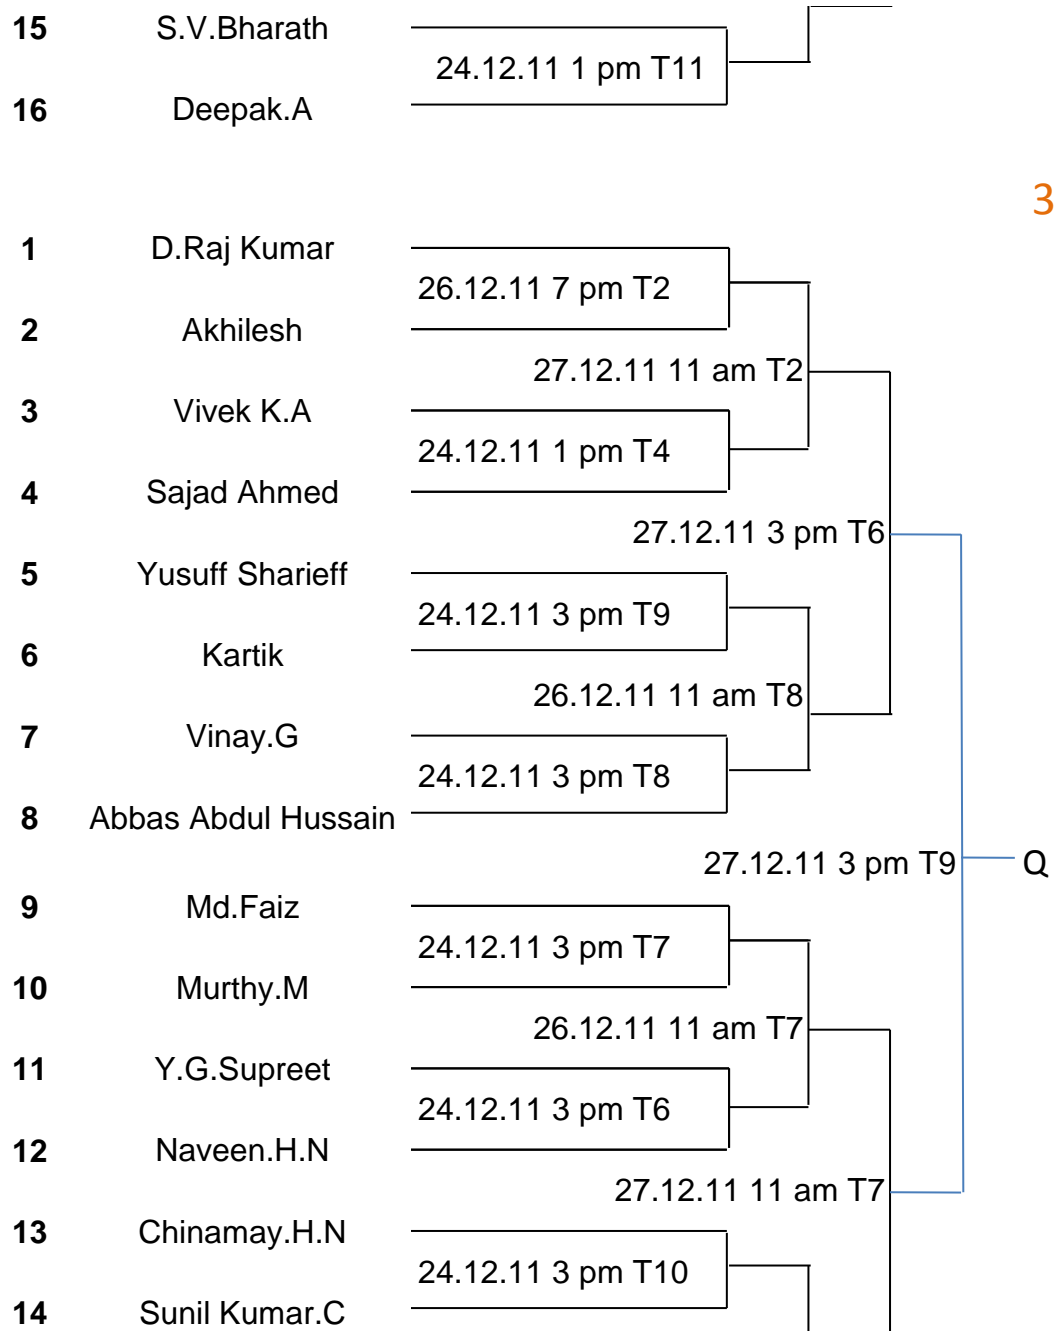 15 S.V.Bharath
24.12.11 1 pm T11
16 Deepak.A
3
1 D.Raj Kumar
26.12.11 7 pm T2
2 Akhilesh
27.12.11 11 am T2
3 Vivek K.A
24.12.11 1 pm T4
4 Sajad Ahmed
27.12.11 3 pm T6
5 Yusuff Sharieff
24.12.11 3 pm T9
6 Kartik
26.12.11 11 am T8
7 Vinay.G
24.12.11 3 pm T8
8 Abbas Abdul Hussain
27.12.11 3 pm T9 Q
9 Md.Faiz
24.12.11 3 pm T7
10 Murthy.M
26.12.11 11 am T7
11 Y.G.Supreet
24.12.11 3 pm T6
12 Naveen.H.N
27.12.11 11 am T7
13 Chinamay.H.N
24.12.11 3 pm T10
14 Sunil Kumar.C